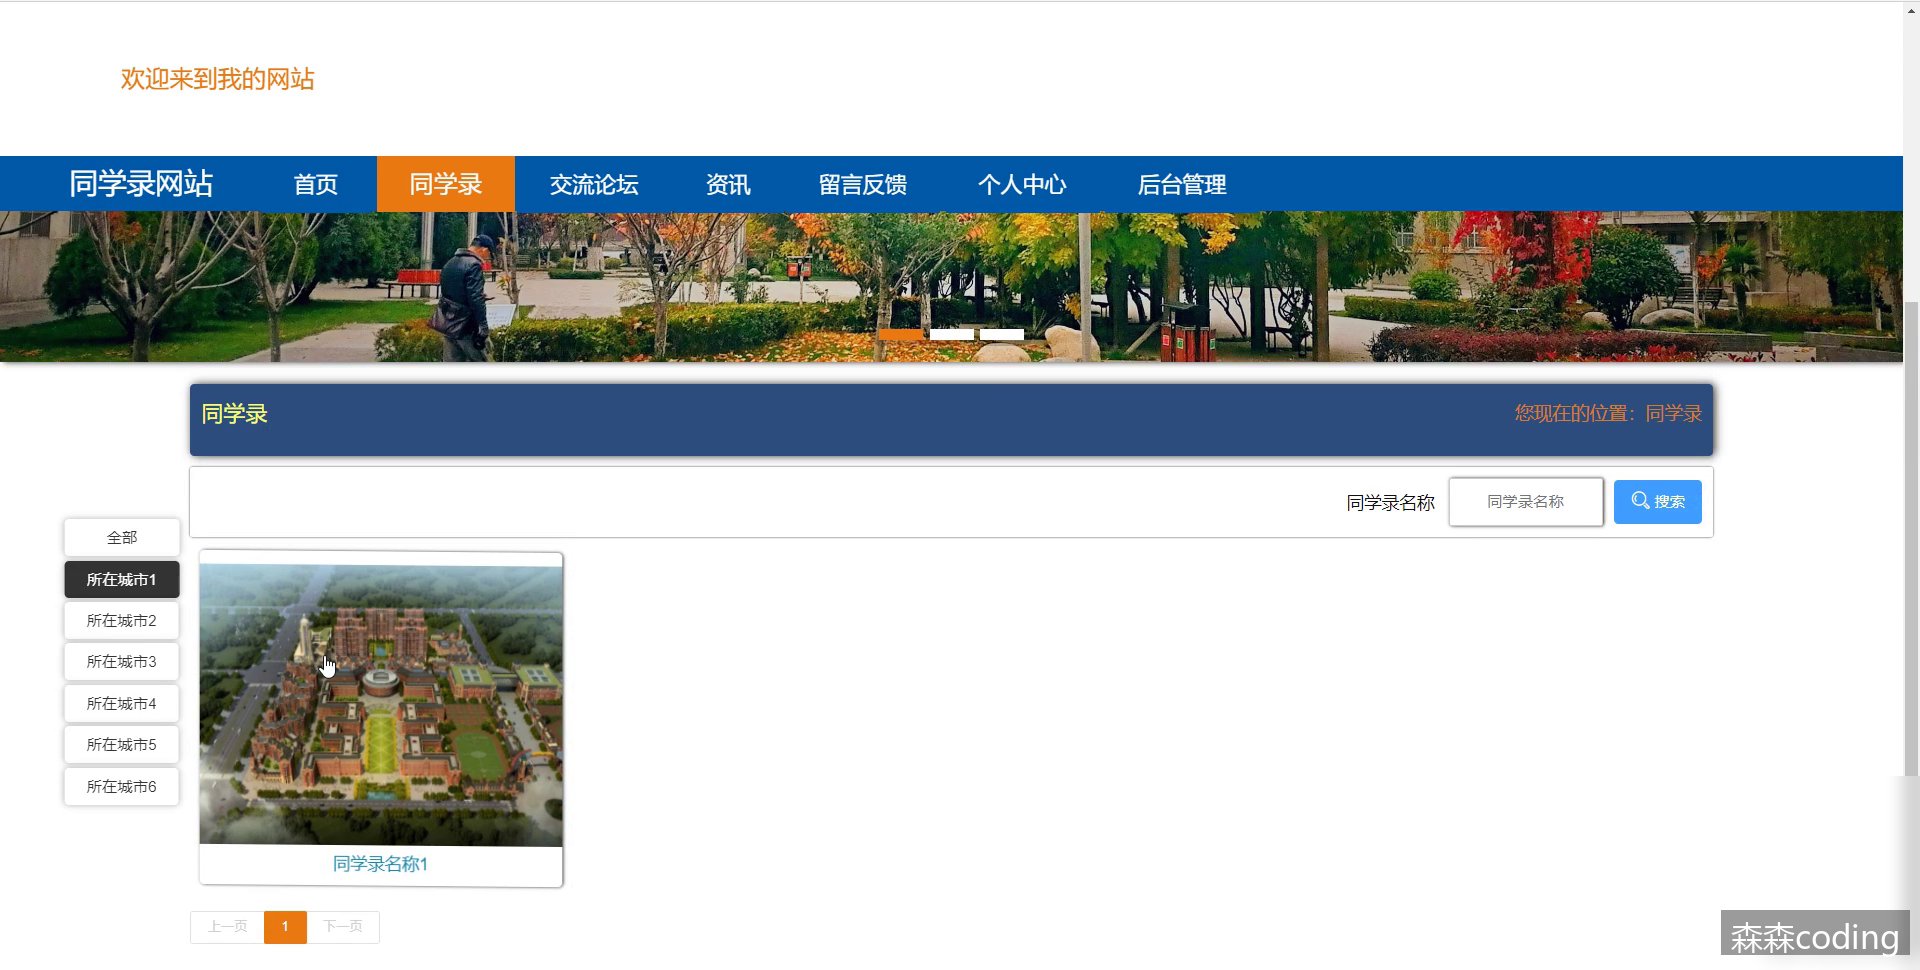 欢迎来到我的网站
同学录网站 首页 同学录 交流论坛 资讯 留言反馈 个人中心 后台管理
同学录 您现在的位置：同学录
同学录名称 同学录名称 搜索
全部
所在城市1
所在城市2
所在城市3
所在城市4
所在城市5
所在城市6
同学录名称1
上一页 1 下一页
森森coding